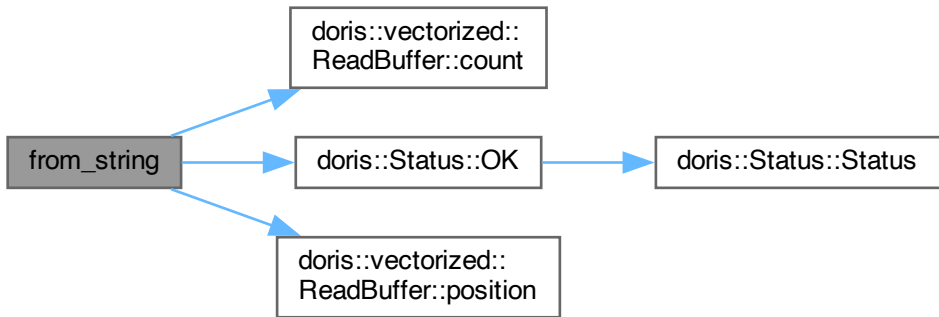 doris::vectorized::
ReadBuffer::count
from_string
doris::Status::OK
doris::Status::Status
doris::vectorized::
ReadBuffer::position